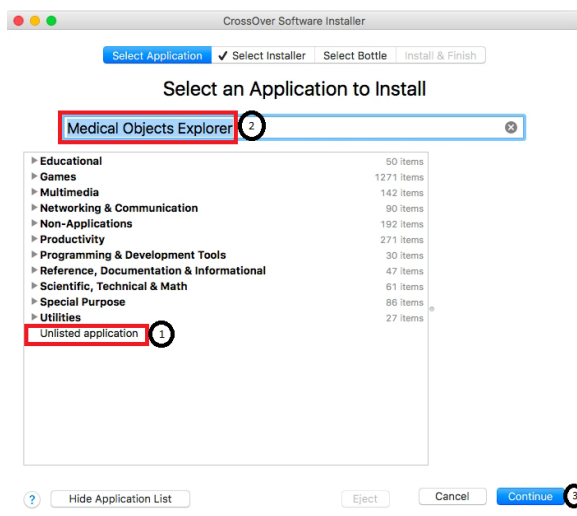 CrossOver Software Installer
Select Application ✔ Select Installer Select Bottle Install & Finish
Select an Application to Install
Medical Objects Explorer 2
Educational 50 items
Games 1271 items
Multimedia 142 items
Networking & Communication 90 items
Non-Applications 192 items
Productivity 271 items
Programming & Development Tools 30 items
Reference, Documentation & Informational 47 items
Scientific, Technical & Math 61 items
Special Purpose 86 items
Utilities 27 items
Unlisted application 1
? Hide Application List Eject Cancel Continue 3